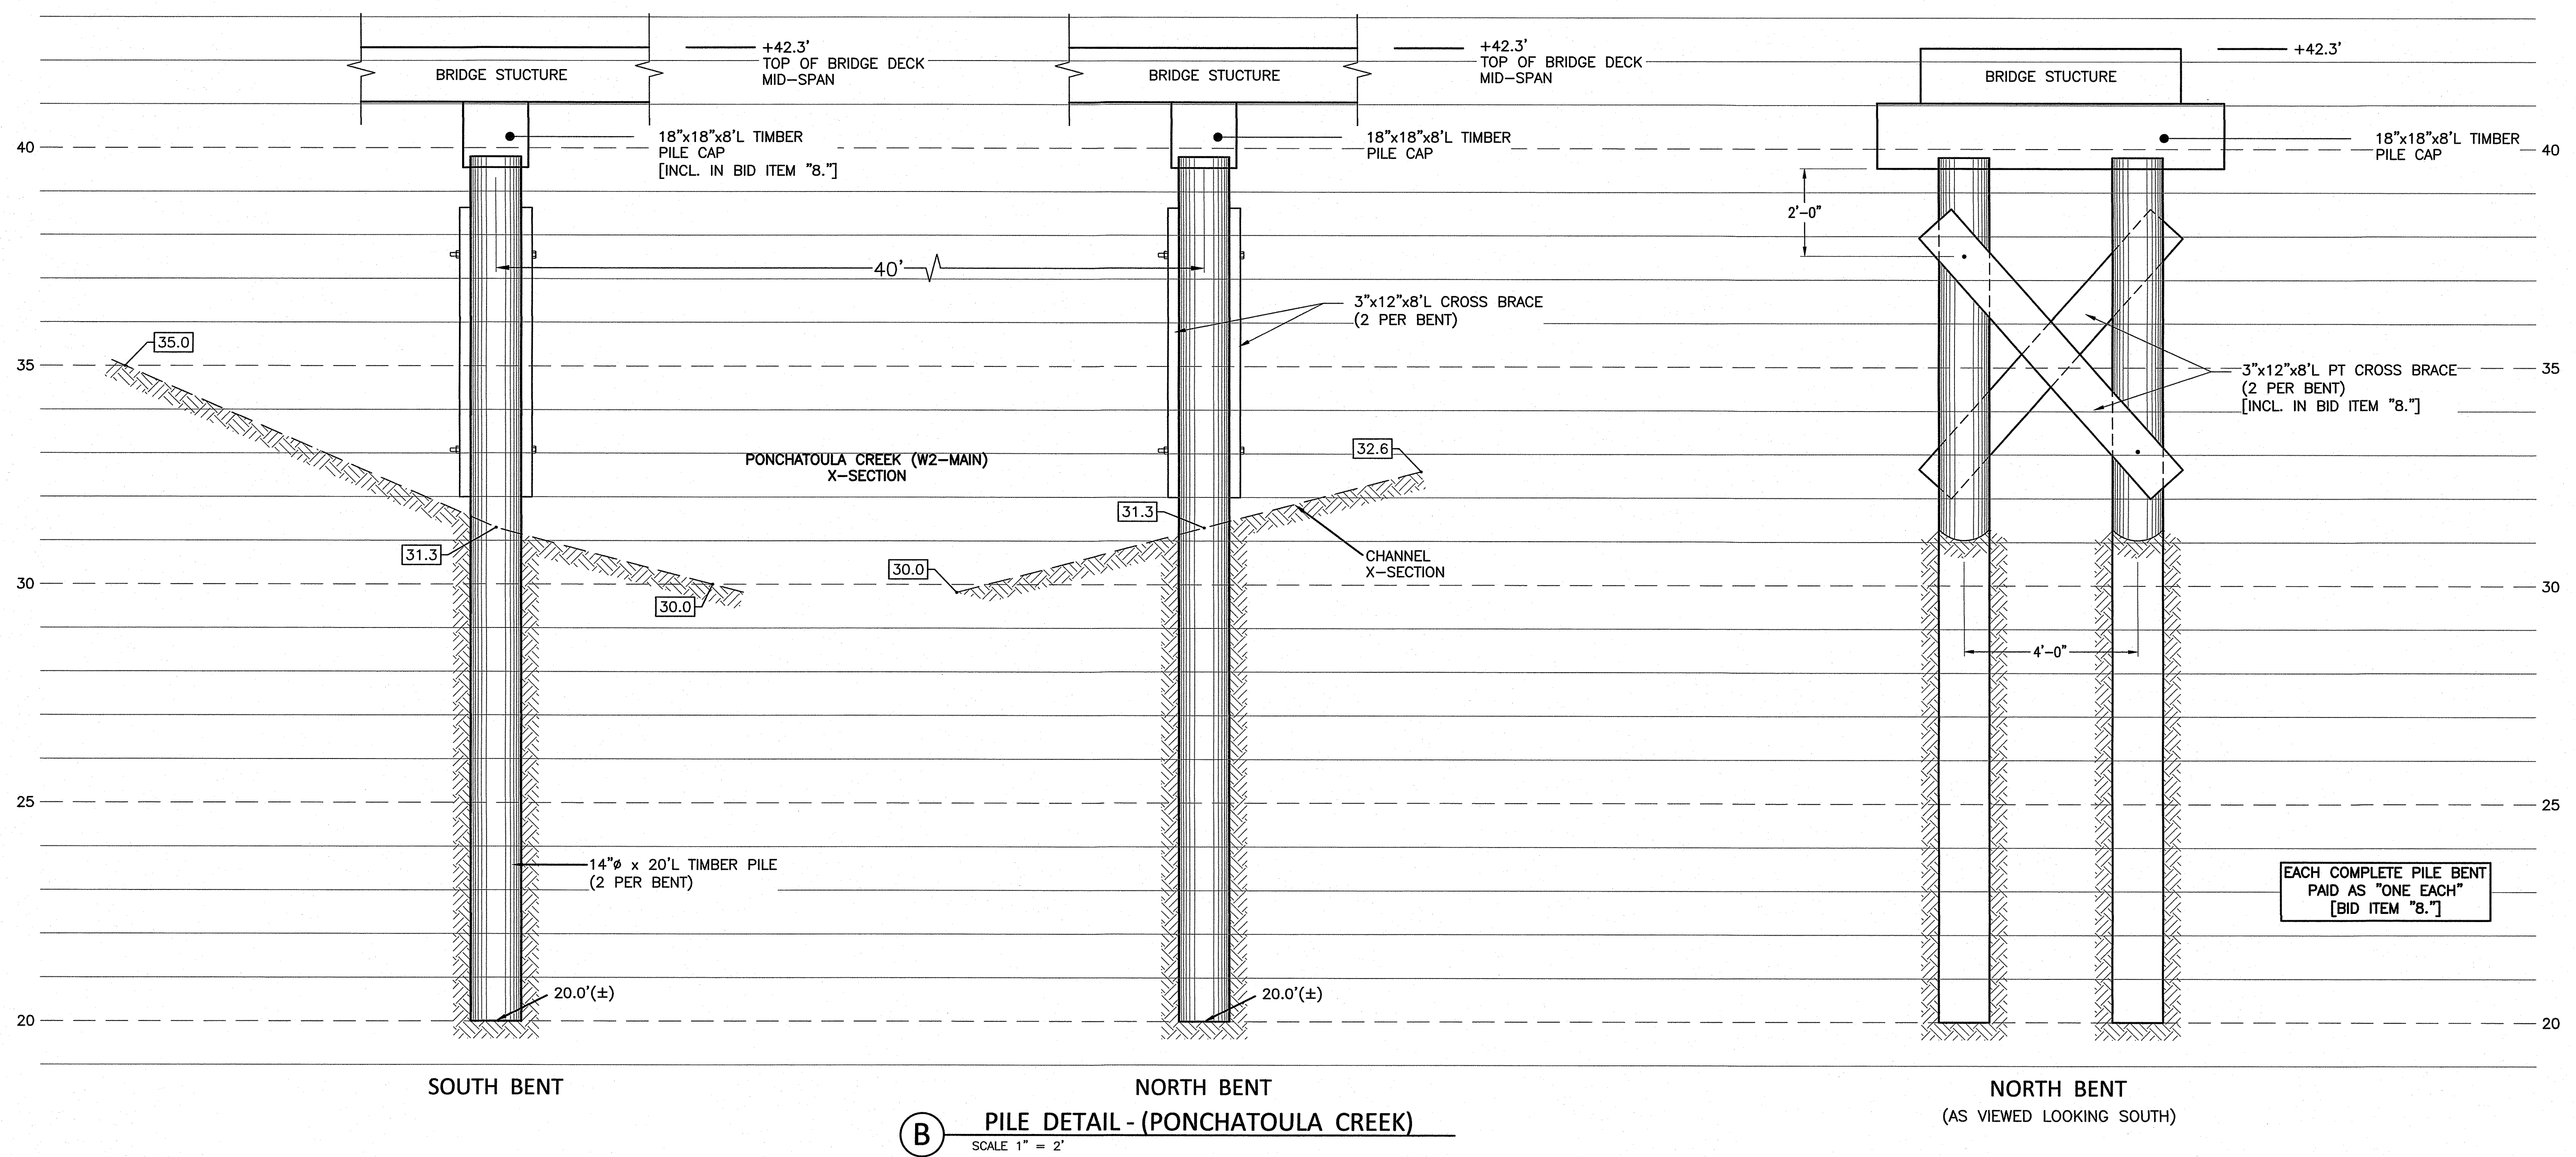 +42.3'
TOP OF BRIDGE DECK
MID-SPAN
BRIDGE STUCTURE
18"x18"x8'L TIMBER
PILE CAP
[INCL. IN BID ITEM "8."]
+42.3'
TOP OF BRIDGE DECK
MID-SPAN
BRIDGE STUCTURE
18"x18"x8'L TIMBER
PILE CAP
+42.3'
BRIDGE STUCTURE
18"x18"x8'L TIMBER
PILE CAP
40
40
2'-0"
40'
3"x12"x8'L CROSS BRACE
(2 PER BENT)
35.0
35
35
3"x12"x8'L PT CROSS BRACE
(2 PER BENT)
[INCL. IN BID ITEM "8."]
PONCHATOULA CREEK (W2-MAIN)
X-SECTION
32.6
31.3
31.3
CHANNEL
X-SECTION
30.0
30.0
30
30
4'-0"
25
25
14"ø x 20'L TIMBER PILE
(2 PER BENT)
EACH COMPLETE PILE BENT
PAID AS "ONE EACH"
[BID ITEM "8."]
20.0'(±)
20.0'(±)
20
20
SOUTH BENT
NORTH BENT
NORTH BENT
(AS VIEWED LOOKING SOUTH)
B
PILE DETAIL - (PONCHATOULA CREEK)
SCALE 1" = 2'